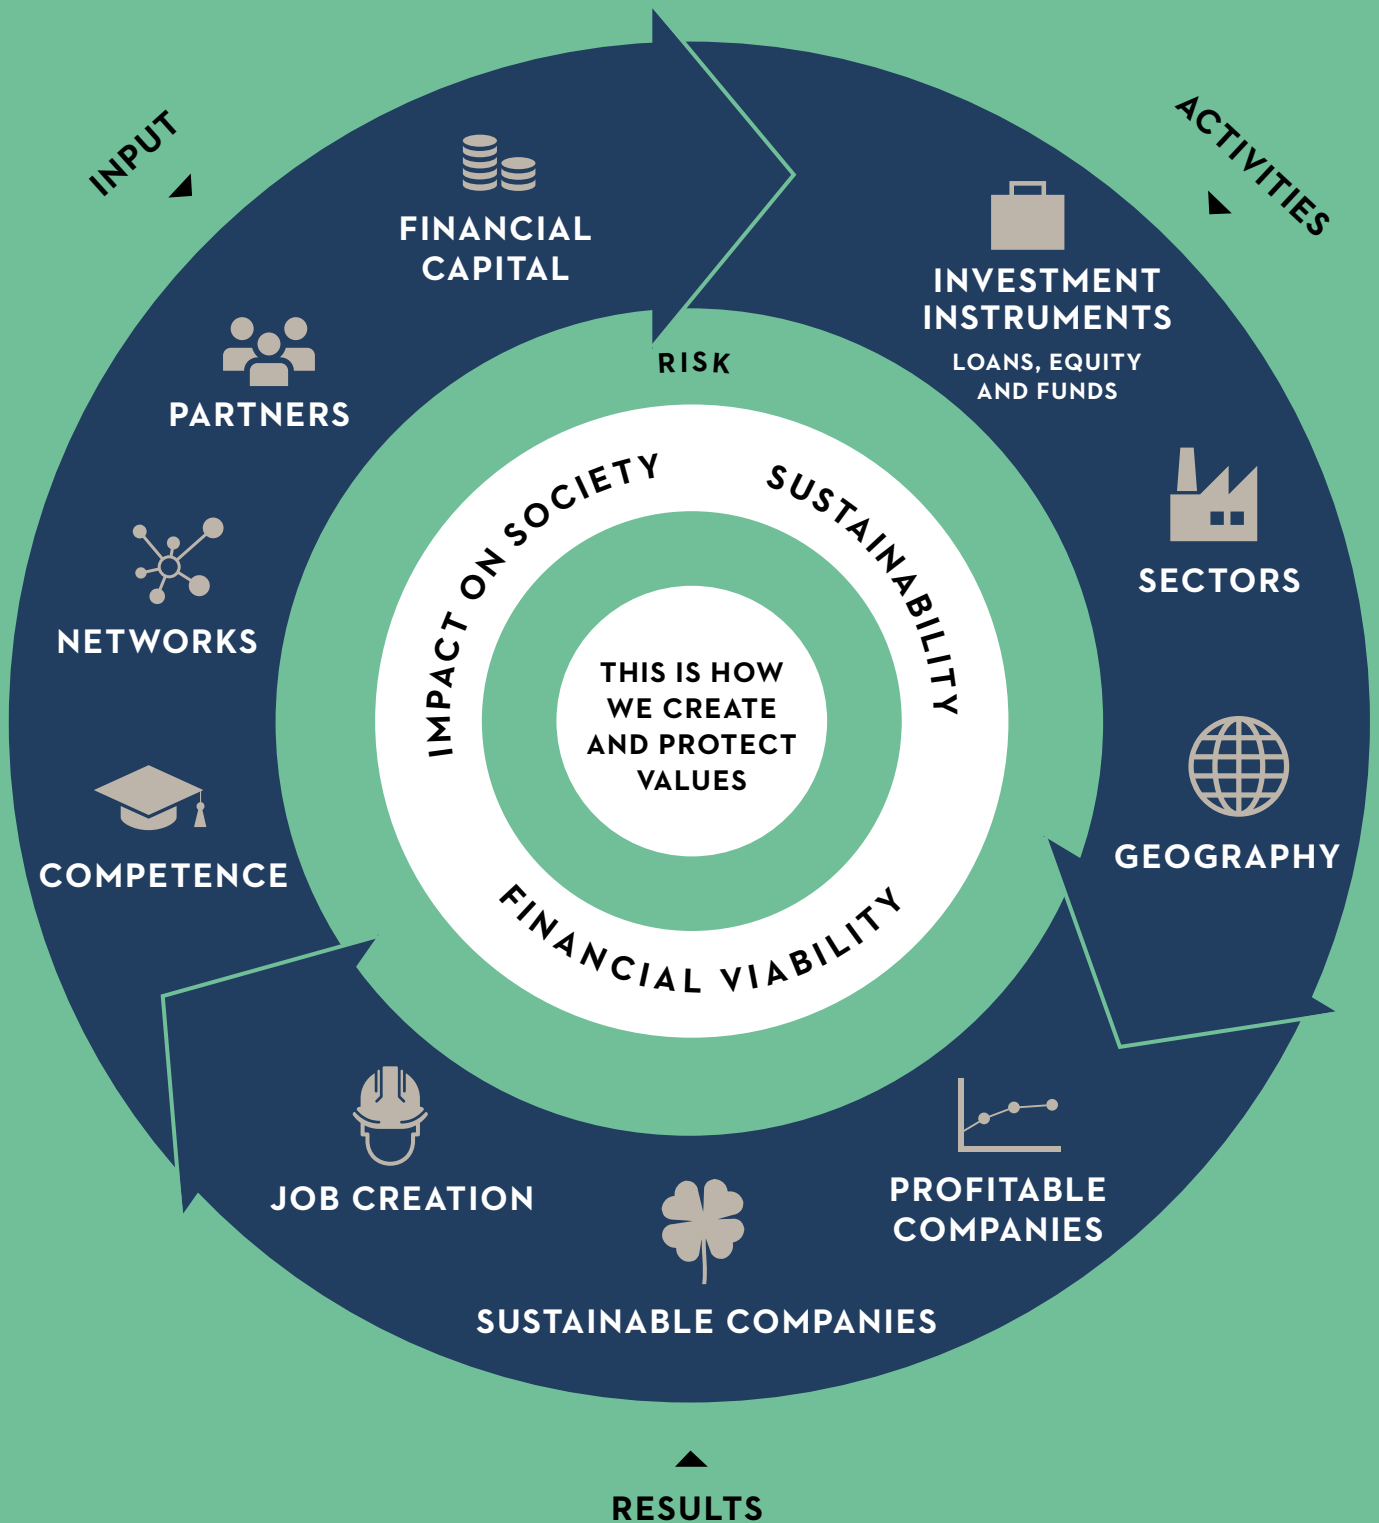 INPUT
ACTIVITIES
FINANCIAL
CAPITAL
PARTNERS
NETWORKS
COMPETENCE
INVESTMENT
INSTRUMENTS
LOANS, EQUITY
AND FUNDS
SECTORS
GEOGRAPHY
RISK
IMPACT ON SOCIETY
SUSTAINABILITY
FINANCIAL VIABILITY
THIS IS HOW
WE CREATE
AND PROTECT
VALUES
PROFITABLE
COMPANIES
SUSTAINABLE COMPANIES
JOB CREATION
RESULTS